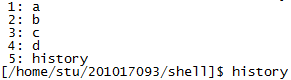 1: a
2: b
3: c
4: d
5: history
[/home/stu/201017093/shell]$ history